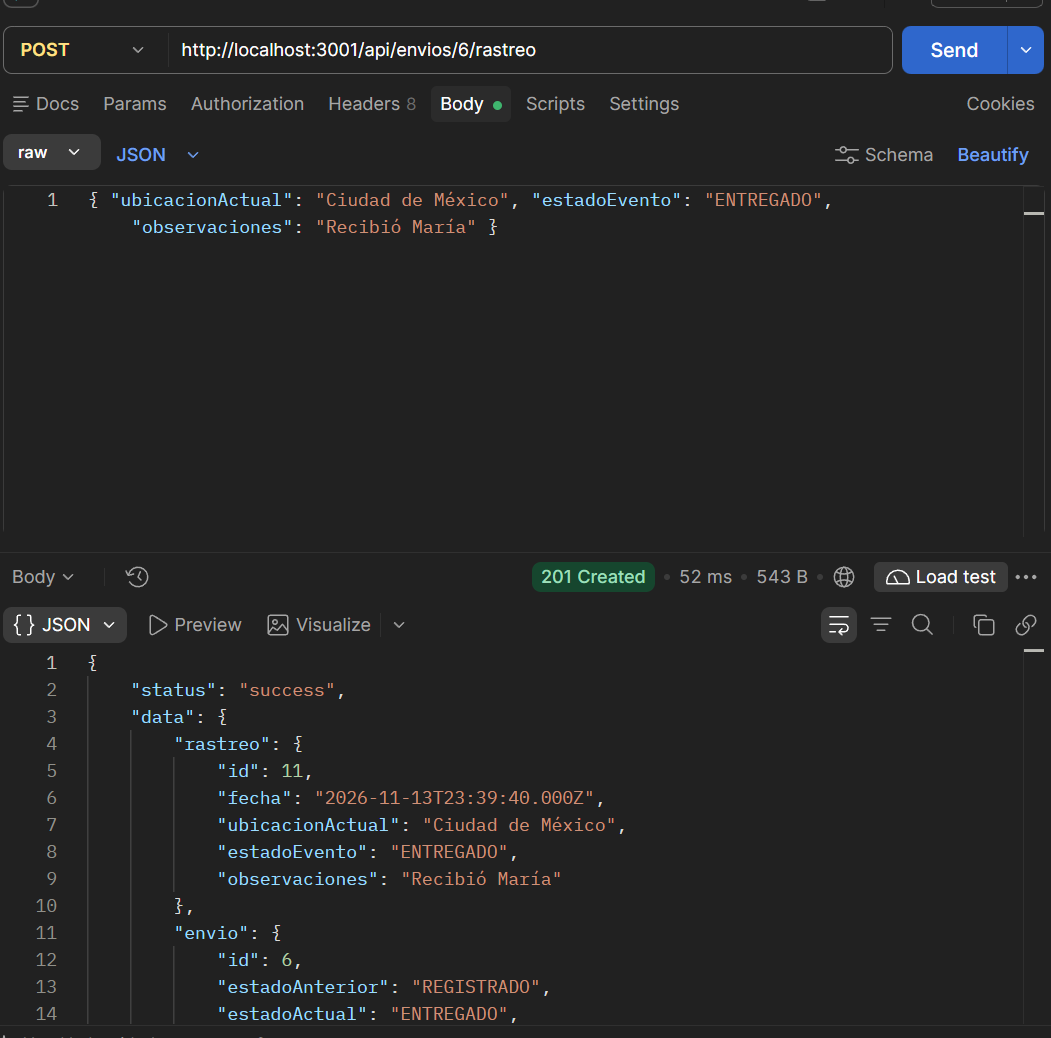 POST http://localhost:3001/api/envios/6/rastreo Send
Docs Params Authorization Headers 8 Body Scripts Settings Cookies
raw JSON Schema Beautify
1 { "ubicacionActual": "Ciudad de México", "estadoEvento": "ENTREGADO",
"observaciones": "Recibió María" }
Body 201 Created 52 ms 543 B Load test
{} JSON Preview Visualize
1 {
2 "status": "success",
3 "data": {
4 "rastreo": {
5 "id": 11,
6 "fecha": "2026-11-13T23:39:40.000Z",
7 "ubicacionActual": "Ciudad de México",
8 "estadoEvento": "ENTREGADO",
9 "observaciones": "Recibió María"
10 },
11 "envio": {
12 "id": 6,
13 "estadoAnterior": "REGISTRADO",
14 "estadoActual": "ENTREGADO",